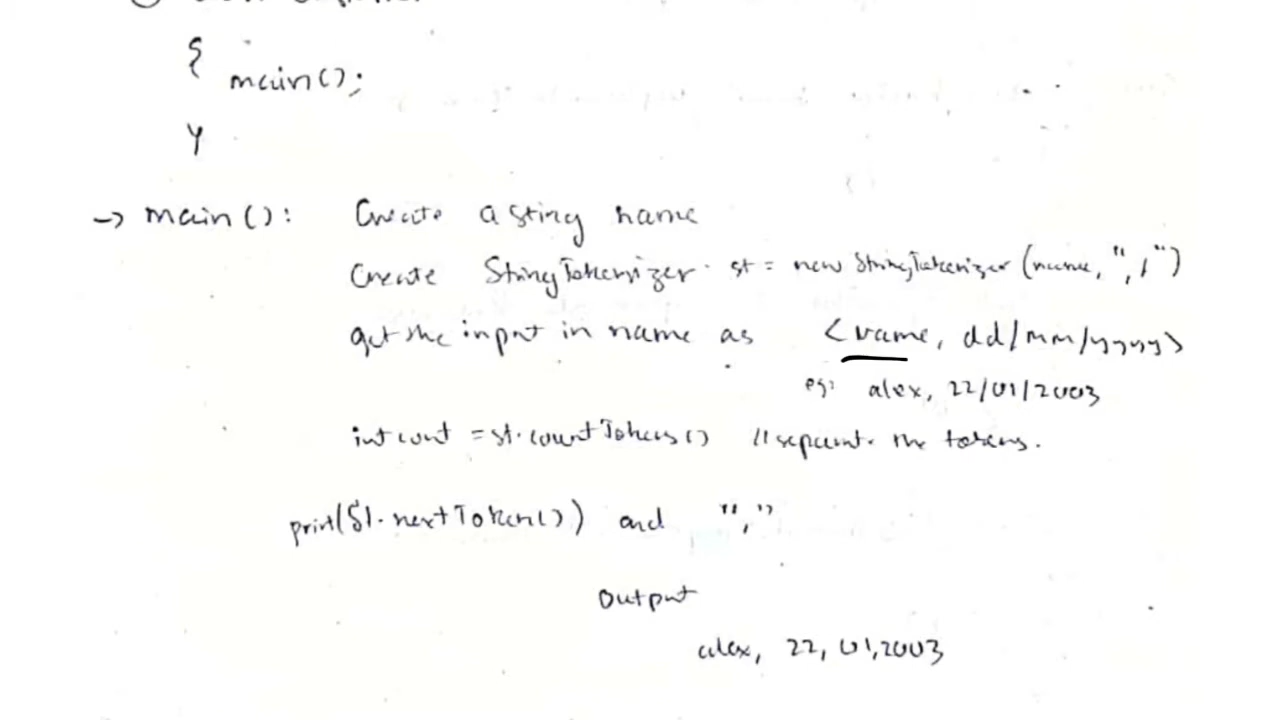 {
main();
}
→ main(): Create a string name
Create StringTokenizer st = new StringTokenizer (name, ",/")
get the input in name as <name, dd/mm/yyyy>
eg: alex, 22/01/2003
int count = st.countTokens() // separate the tokens.
print(St.nextToken()) and ","
Output
alex, 22, 01,2003